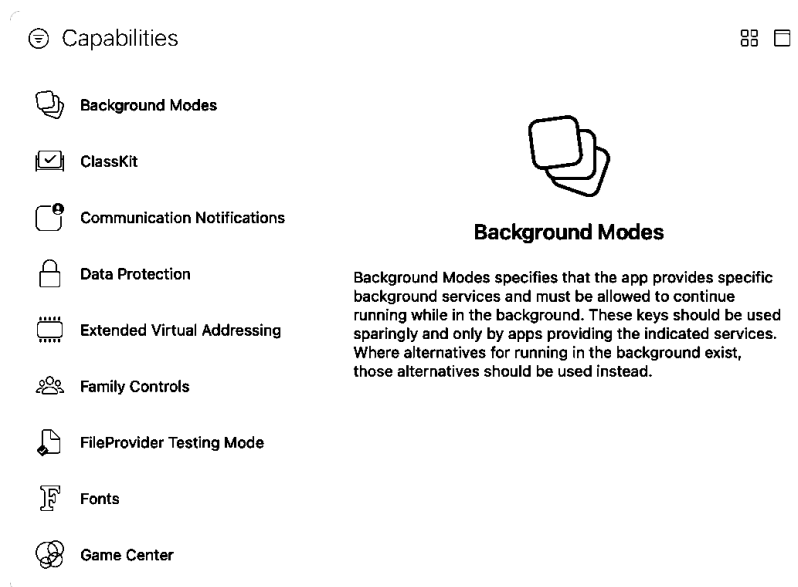 Capabilities
Background Modes
ClassKit
Communication Notifications
Data Protection
Extended Virtual Addressing
Family Controls
FileProvider Testing Mode
Fonts
Game Center
Background Modes
Background Modes specifies that the app provides specific
background services and must be allowed to continue
running while in the background. These keys should be used
sparingly and only by apps providing the indicated services.
Where alternatives for running in the background exist,
those alternatives should be used instead.